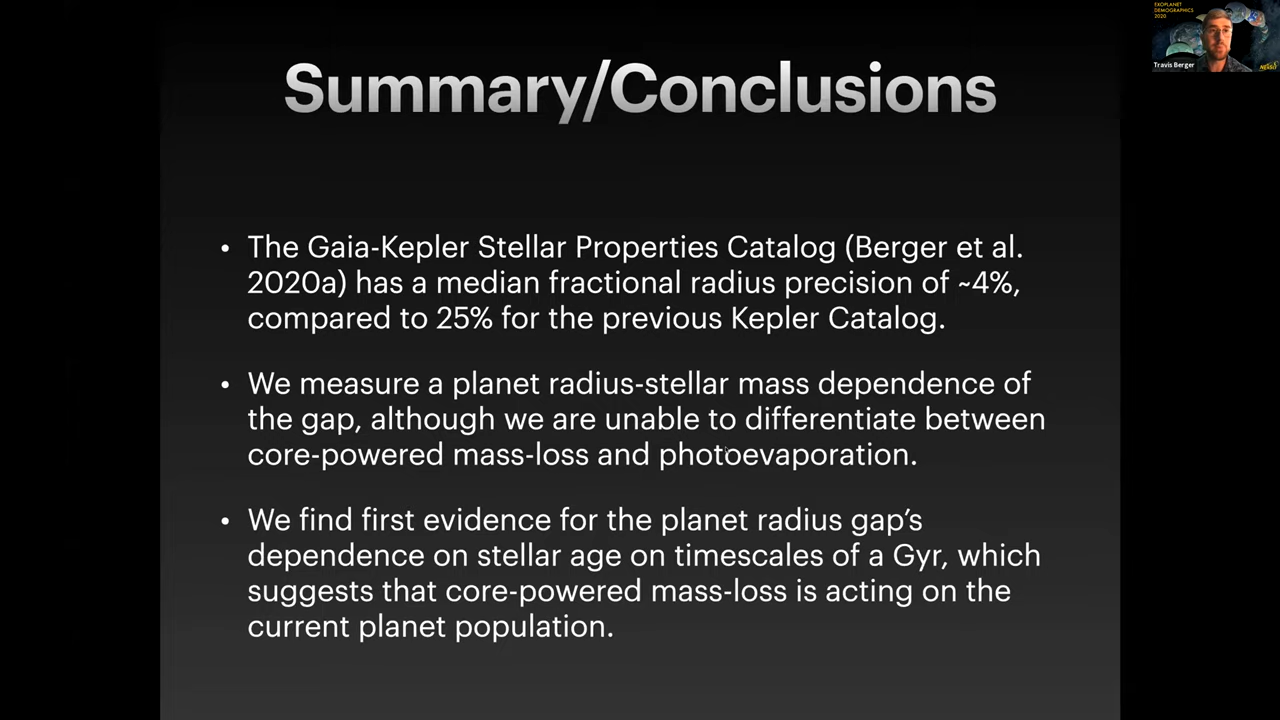 EXOPLANET
DEMOGRAPHICS
2020
Travis Berger
NExScI
Summary/Conclusions
• The Gaia-Kepler Stellar Properties Catalog (Berger et al.
2020a) has a median fractional radius precision of ~4%,
compared to 25% for the previous Kepler Catalog.
• We measure a planet radius-stellar mass dependence of
the gap, although we are unable to differentiate between
core-powered mass-loss and photoevaporation.
• We find first evidence for the planet radius gap’s
dependence on stellar age on timescales of a Gyr, which
suggests that core-powered mass-loss is acting on the
current planet population.